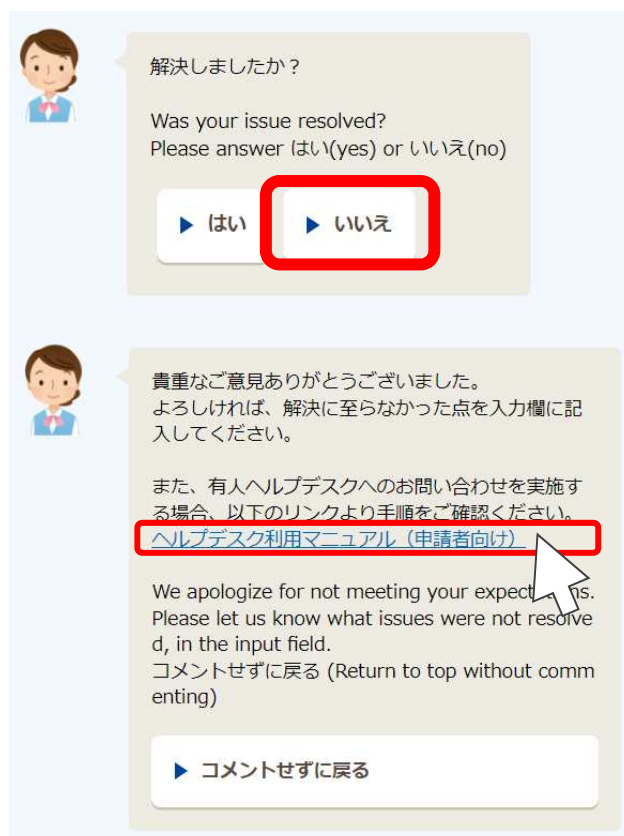 解決しましたか？
Was your issue resolved?
Please answer はい(yes) or いいえ(no)
はい
いいえ
貴重なご意見ありがとうございました。
よろしければ、解決に至らなかった点を入力欄に記
入してください。
また、有人ヘルプデスクへのお問い合わせを実施す
る場合、以下のリンクより手順をご確認ください。
ヘルプデスク利用マニュアル（申請者向け）
We apologize for not meeting your expectations.
Please let us know what issues were not resolve
d, in the input field.
コメントせずに戻る (Return to top without comm
enting)
コメントせずに戻る